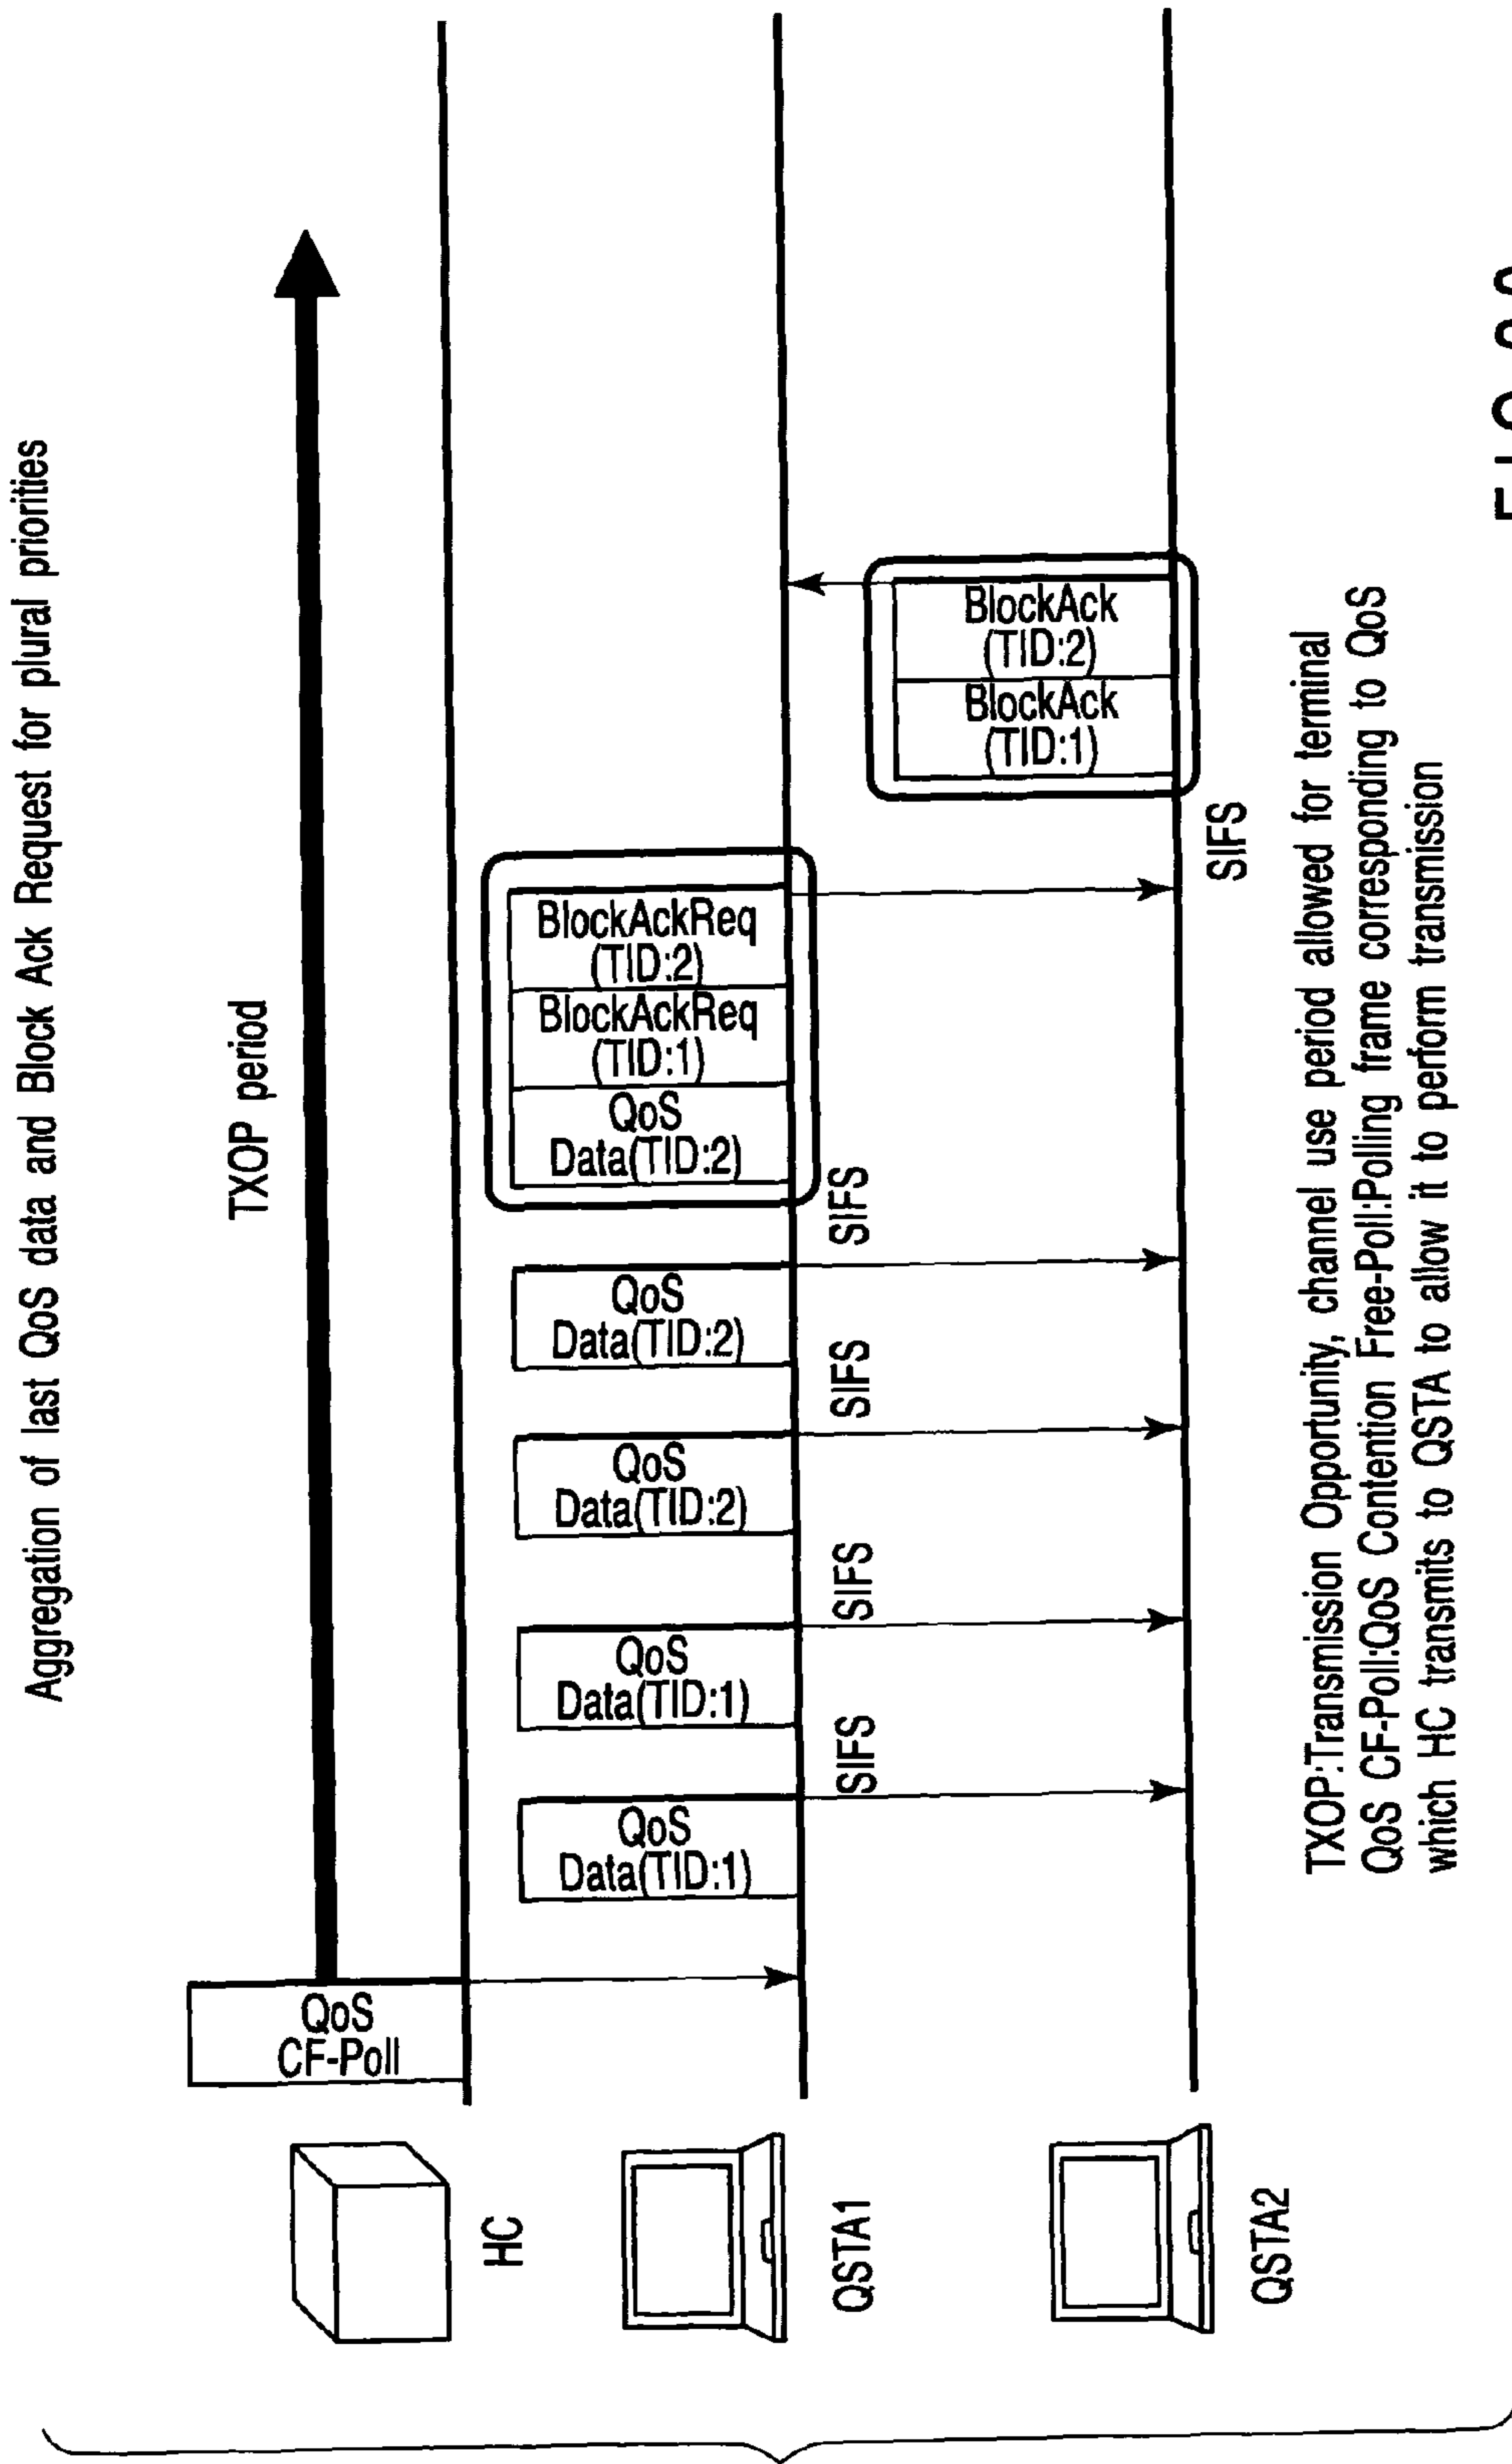 Aggregation of last QoS data and Block Ack Request for plural priorities
TXOP period
QoS
CF-Poll
HC
QoS
Data(TID:1)
SIFS
QoS
Data(TID:1)
SIFS
QoS
Data(TID:2)
SIFS
QoS
Data(TID:2)
SIFS
QoS
Data(TID:2)
BlockAckReq
(TID:1)
BlockAckReq
(TID:2)
QSTA1
SIFS
BlockAck
(TID:1)
BlockAck
(TID:2)
QSTA2
TXOP:Transmission Opportunity, channel use period allowed for terminal
QoS CF-Poll:QoS Contention Free-Poll:Polling frame corresponding to QoS
which HC transmits to QSTA to allow it to perform transmission